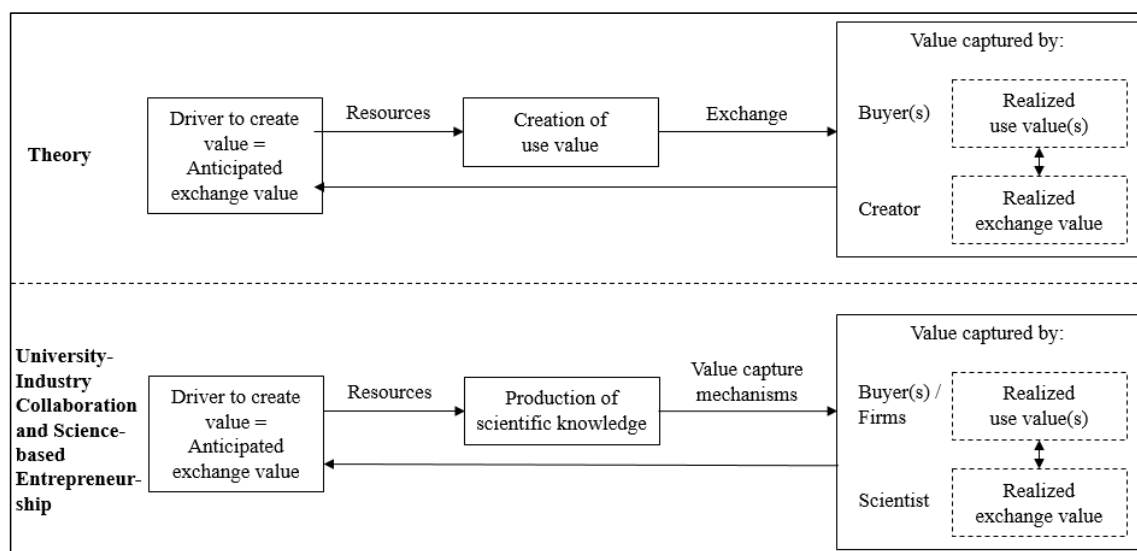 Theory
Driver to create
value =
Anticipated
exchange value
Resources
Creation of
use value
Exchange
Value captured by:
Buyer(s)
Realized
use value(s)
Creator
Realized
exchange value
University-
Industry
Collaboration
and Science-
based
Entrepreneur-
ship
Driver to create
value =
Anticipated
exchange value
Resources
Production of
scientific knowledge
Value capture
mechanisms
Value captured by:
Buyer(s) /
Firms
Realized
use value(s)
Scientist
Realized
exchange value